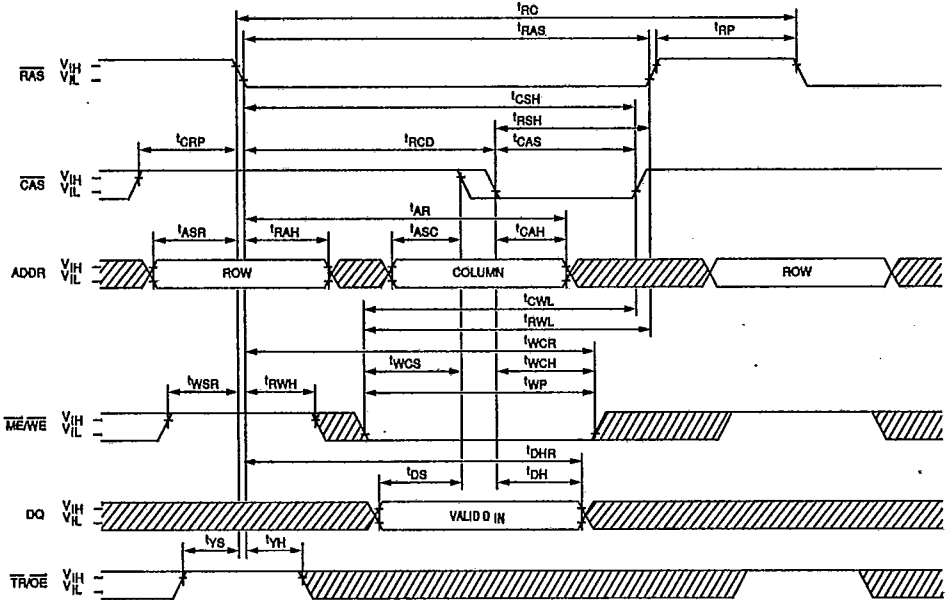 tRC
tRAS
tRP
RAS VIH
VIL
tCSH
tRSH
tCRP tRCD tCAS
CAS VIH
VIL
tAR
tASR tRAH tASC tCAH
ADDR VIH
VIL
ROW COLUMN ROW
tCWL
tRWL
tWCR
tWCS tWCH
tWSR tRWH tWP
ME/WE VIH
VIL
tDHR
tDS tDH
DQ VIH
VIL
VALID D IN
tYS tYH
TR/OE VIH
VIL